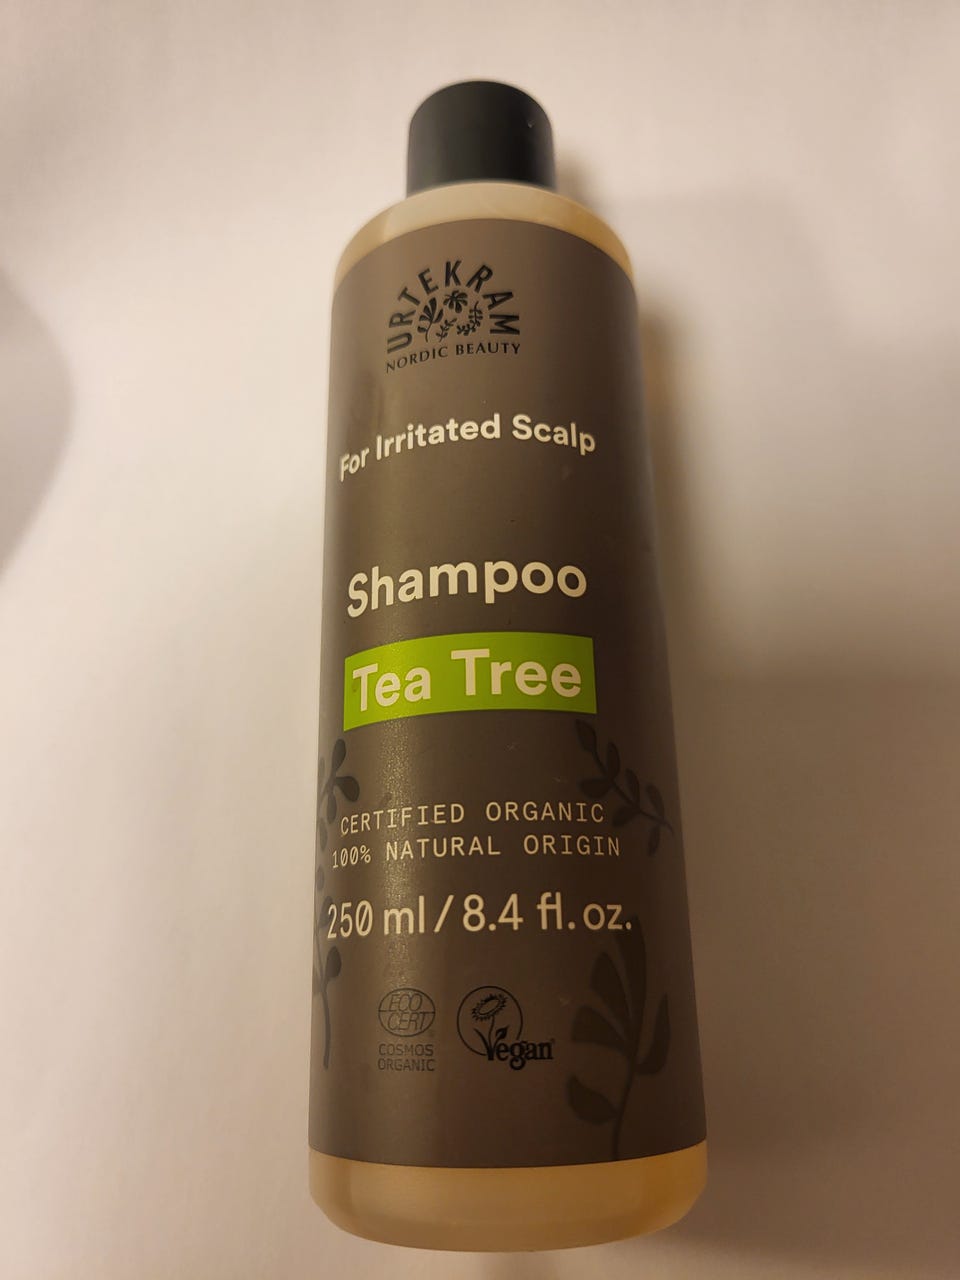 URTEKRAM
NORDIC BEAUTY
For Irritated Scalp
Shampoo
Tea Tree
CERTIFIED ORGANIC
100% NATURAL ORIGIN
250 ml / 8.4 fl. oz.
ECO
CERT
COSMOS
ORGANIC
Vegan